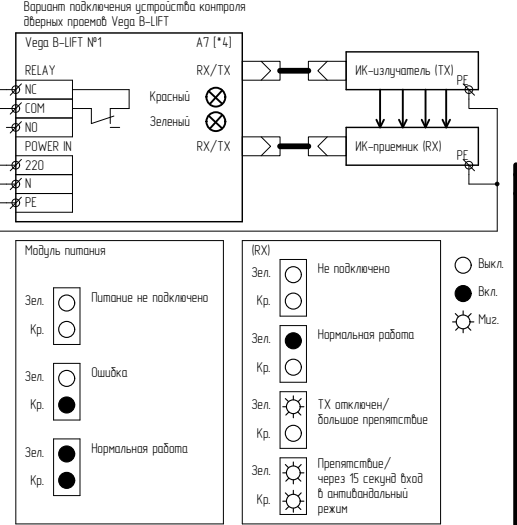 Вариант подключения устройства контроля
дверных проемов Vega B-LIFT
Vega B-LIFT №1
A7 [*4]
RELAY
RX/TX
NC
COM
NO
Красный
Зеленый
POWER IN
RX/TX
220
N
PE
ИК-излучатель (TX)
PE
ИК-приемник (RX)
PE
Модуль питания
Зел.
Питание не подключено
Кр.
Зел.
Ошибка
Кр.
Зел.
Нормальная работа
Кр.
(RX)
Зел.
Не подключено
Кр.
Зел.
Нормальная работа
Кр.
Зел.
TX отключен/
большое препятствие
Кр.
Зел.
Препятствие/
через 15 секунд вход
в антивандальный
режим
Кр.
Выкл.
Вкл.
Миг.